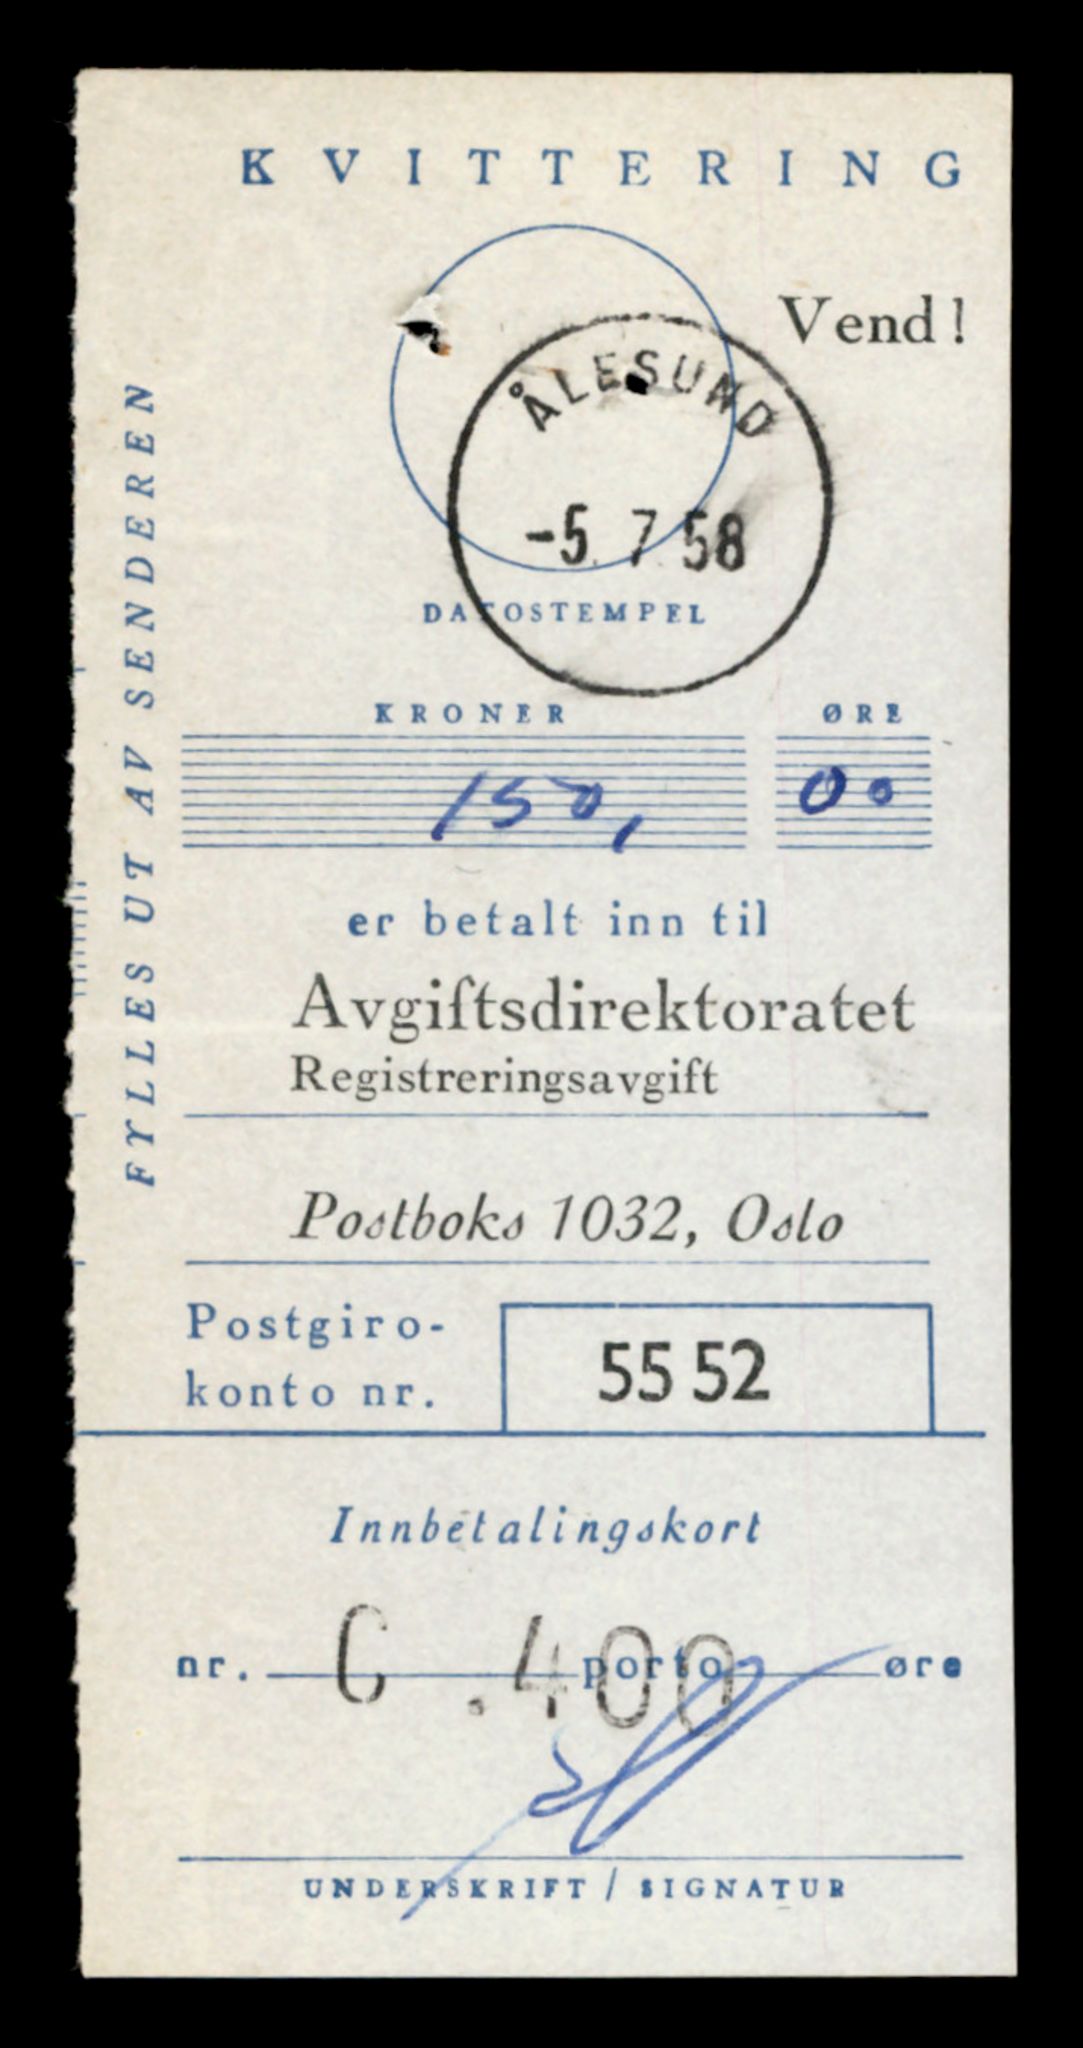 KVITTERING
Vend!
ÅLESUND
-5. 7. 58
DATOSTEMPEL
FYLLES UT AV SENDEREN
KRONER ØRE
150, 00
er betalt inn til
Avgiftsdirektoratet
Registreringsavgift
Postboks 1032, Oslo
Postgiro-
konto nr.
55 52
Innbetalingskort
nr. C .400 porto øre
UNDERSKRIFT / SIGNATUR